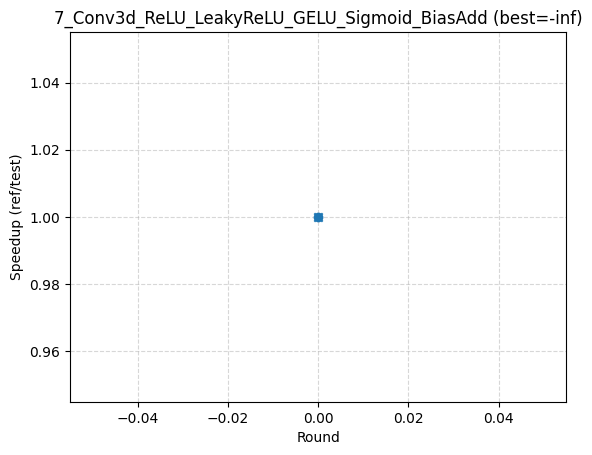 7_Conv3d_ReLU_LeakyReLU_GELU_Sigmoid_BiasAdd (best=-inf)
Speedup (ref/test)
1.04
1.02
1.00
0.98
0.96
−0.04 −0.02 0.00 0.02 0.04
Round